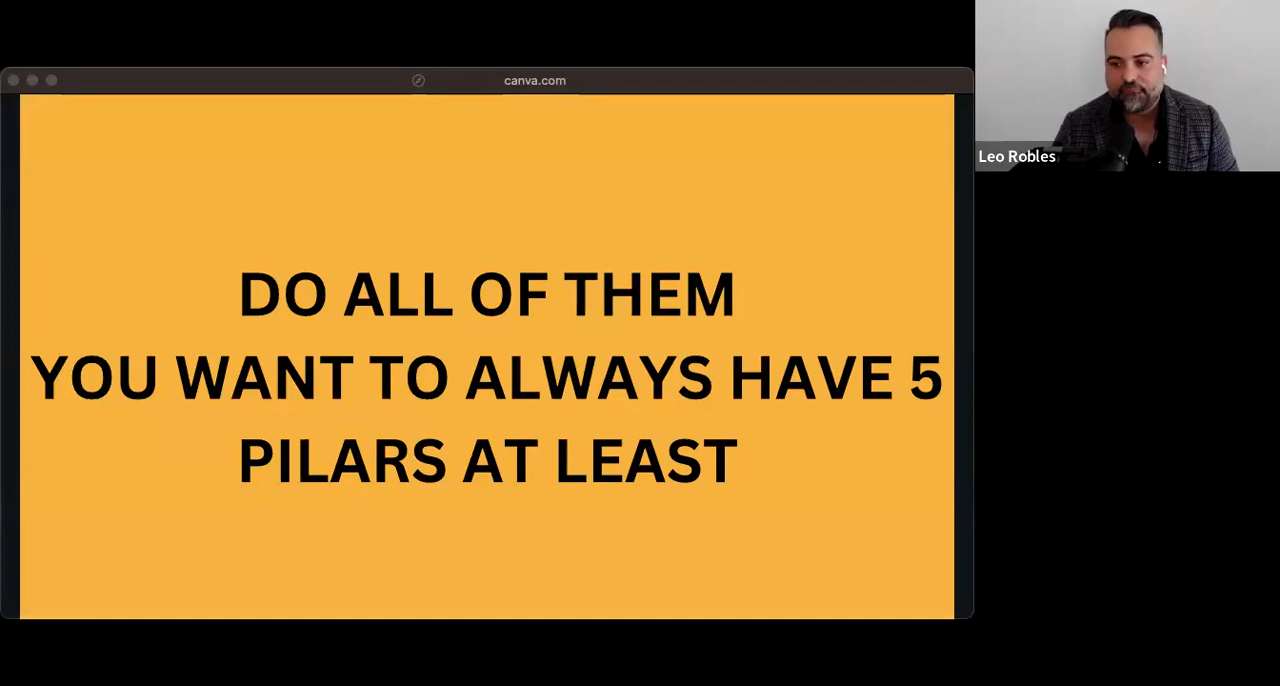 canva.com
DO ALL OF THEM
YOU WANT TO ALWAYS HAVE 5
PILARS AT LEAST
Leo Robles